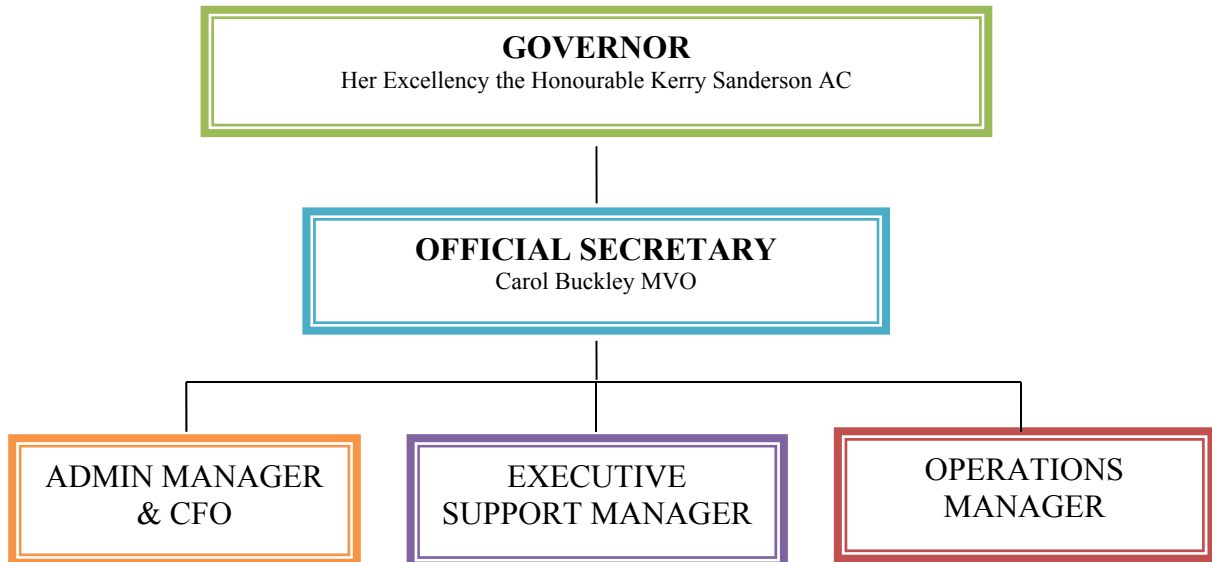 GOVERNOR
Her Excellency the Honourable Kerry Sanderson AC
OFFICIAL SECRETARY
Carol Buckley MVO
ADMIN MANAGER
& CFO
EXECUTIVE
SUPPORT MANAGER
OPERATIONS
MANAGER